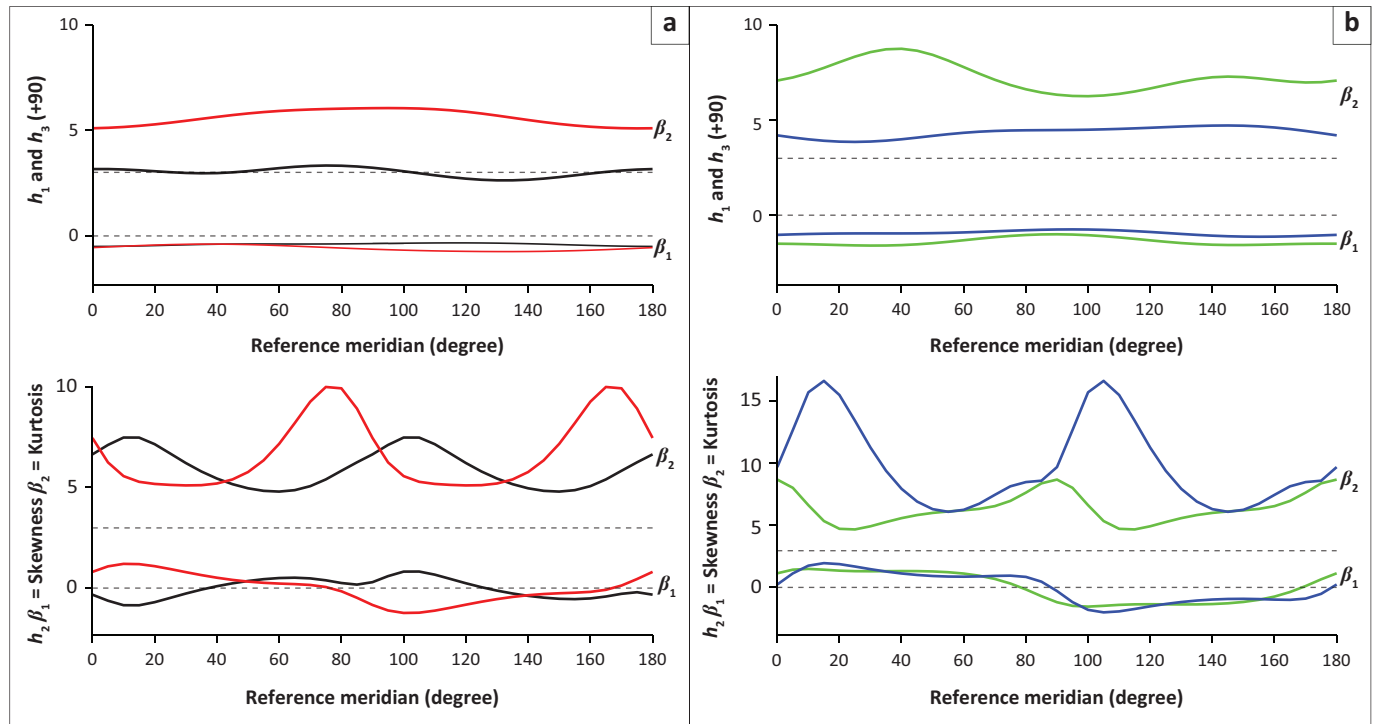 a
10
5
0
h1 and h3 (+90)
β2
β1
0 20 40 60 80 100 120 140 160 180
Reference meridian (degree)
b
10
5
0
h1 and h3 (+90)
β2
β1
0 20 40 60 80 100 120 140 160 180
Reference meridian (degree)
10
5
0
h2 β1 = Skewness β2 = Kurtosis
β2
β1
0 20 40 60 80 100 120 140 160 180
Reference meridian (degree)
15
10
5
0
h2 β1 = Skewness β2 = Kurtosis
β2
β1
0 20 40 60 80 100 120 140 160 180
Reference meridian (degree)